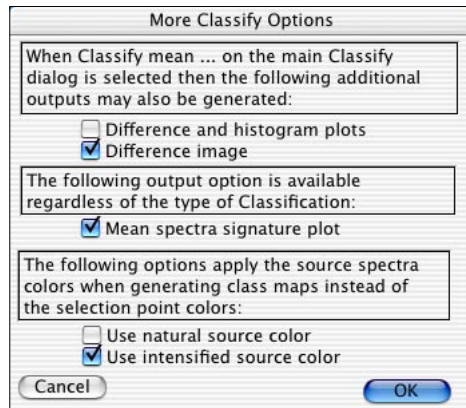 More Classify Options
When Classify mean ... on the main Classify
dialog is selected then the following additional
outputs may also be generated:
Difference and histogram plots
Difference image
The following output option is available
regardless of the type of Classification:
Mean spectra signature plot
The following options apply the source spectra
colors when generating class maps instead of
the selection point colors:
Use natural source color
Use intensified source color
Cancel
OK